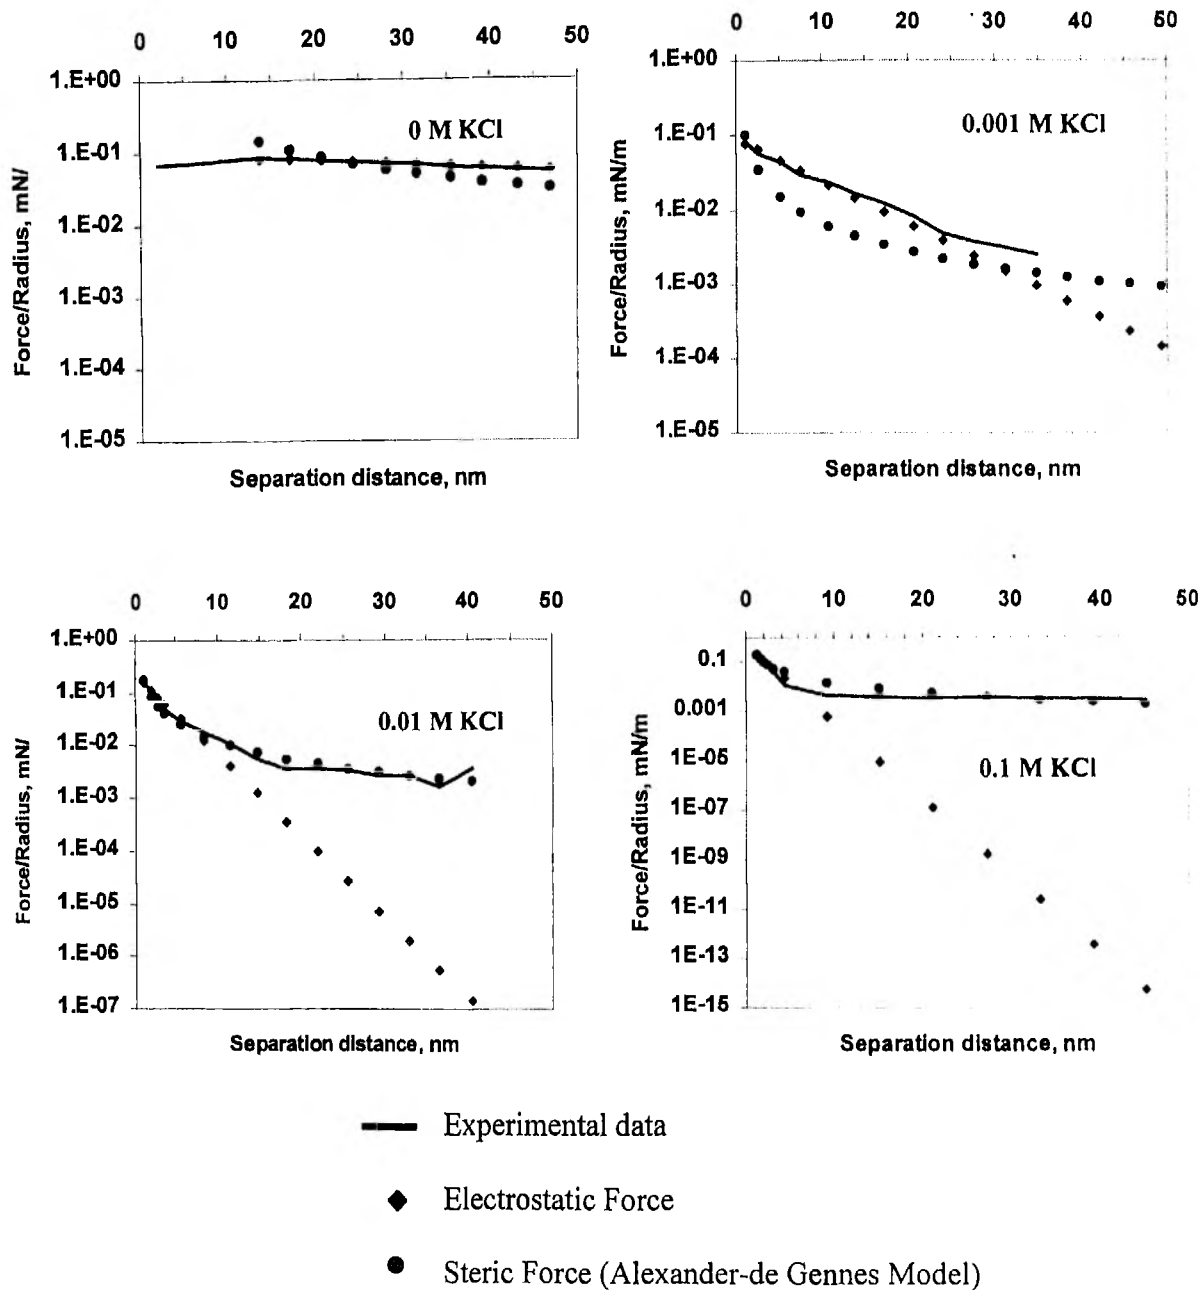 0 10 20 30 40 50
1.E+00
1.E-01
1.E-02
1.E-03
1.E-04
1.E-05
0 M KCl
Force/Radius, mN/
Separation distance, nm
0 10 20 30 40 50
1.E+00
1.E-01
1.E-02
1.E-03
1.E-04
1.E-05
0.001 M KCl
Force/Radius, mN/m
Separation distance, nm
0 10 20 30 40 50
1.E+00
1.E-01
1.E-02
1.E-03
1.E-04
1.E-05
1.E-06
1.E-07
0.01 M KCl
Force/Radius, mN/
Separation distance, nm
0 10 20 30 40 50
0.1
0.001
1E-05
1E-07
1E-09
1E-11
1E-13
1E-15
0.1 M KCl
Force/Radius, mN/m
Separation distance, nm
Experimental data
Electrostatic Force
Steric Force (Alexander-de Gennes Model)